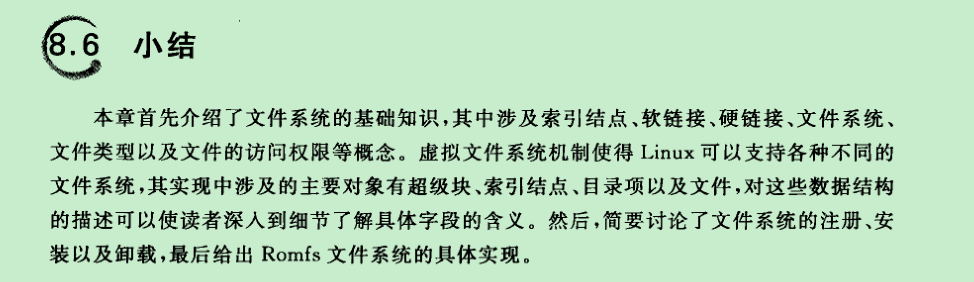 8.6 小结
本章首先介绍了文件系统的基础知识,其中涉及索引结点、软链接、硬链接、文件系统、
文件类型以及文件的访问权限等概念。虚拟文件系统机制使得 Linux 可以支持各种不同的
文件系统,其实现中涉及的主要对象有超级块、索引结点、目录项以及文件,对这些数据结构
的描述可以使读者深入到细节了解具体字段的含义。然后,简要讨论了文件系统的注册、安
装以及卸载,最后给出 Romfs 文件系统的具体实现。